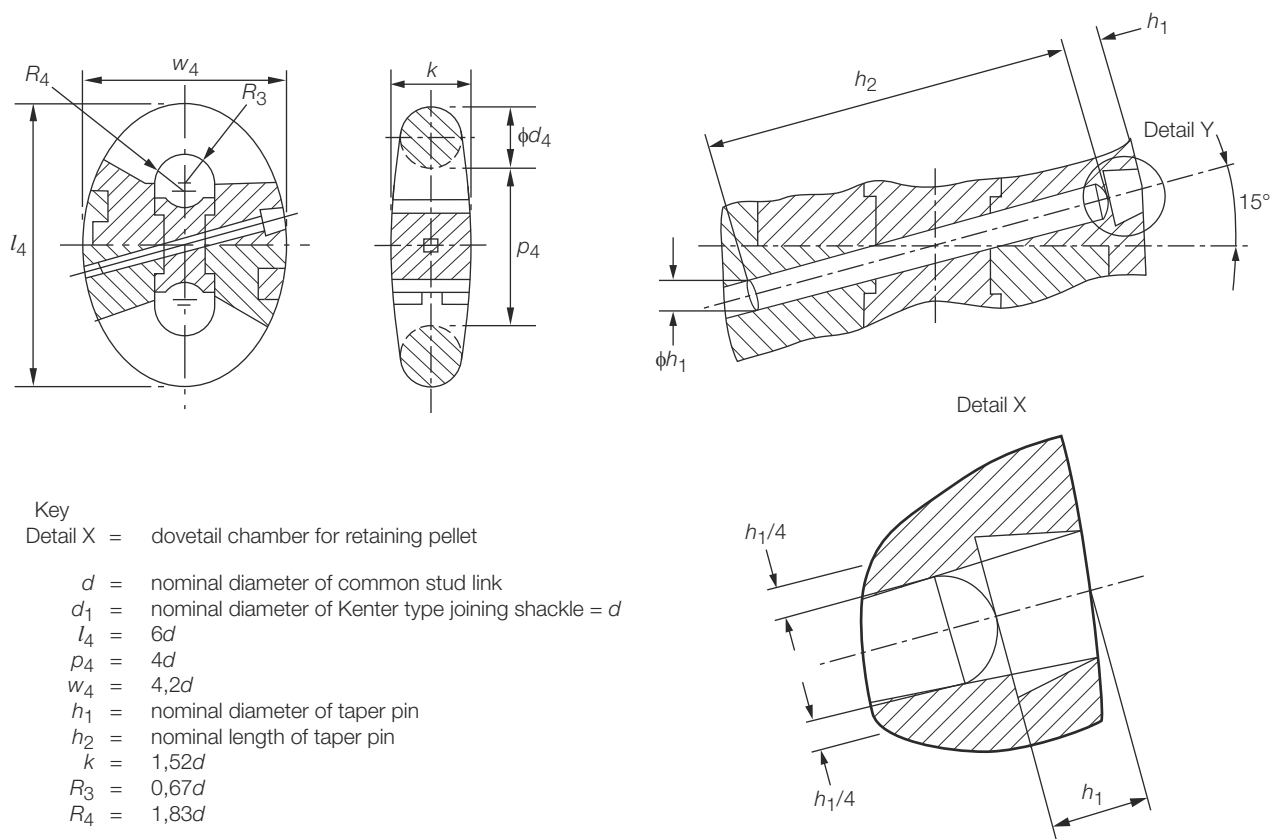 w4
R4
R3
l4
k
ϕd4
p4
h1
h2
Detail Y
15°
ϕh1
Detail X
h1/4
h1/4
h1
Key
Detail X = dovetail chamber for retaining pellet
d = nominal diameter of common stud link
d1 = nominal diameter of Kenter type joining shackle = d
l4 = 6d
p4 = 4d
w4 = 4,2d
h1 = nominal diameter of taper pin
h2 = nominal length of taper pin
k = 1,52d
R3 = 0,67d
R4 = 1,83d